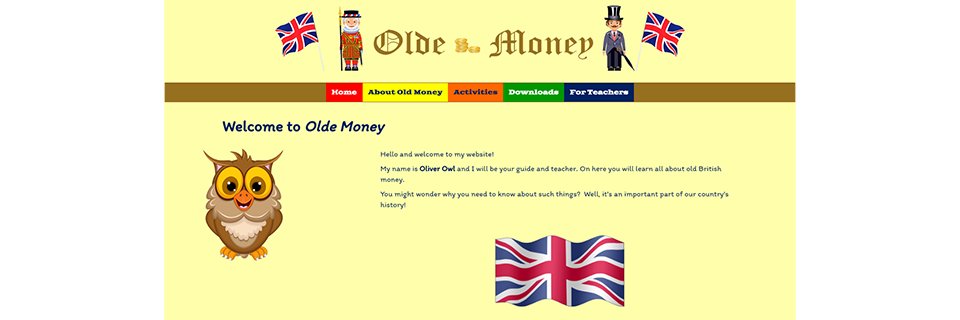 Olde Money
Home About Old Money Activities Downloads For Teachers
Welcome to Olde Money
Hello and welcome to my website!
My name is Oliver Owl and I will be your guide and teacher. On here you will learn all about old British
money.
You might wonder why you need to know about such things?  Well, it's an important part of our country's
history!